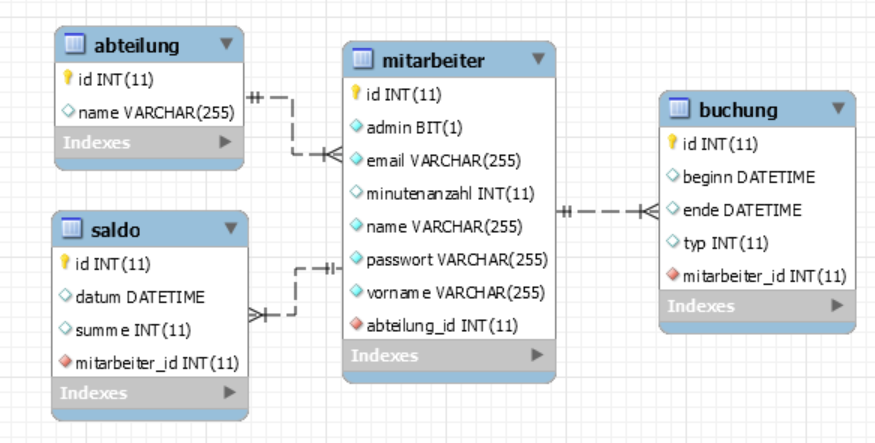 abteilung
id INT(11)
name VARCHAR(255)
Indexes
saldo
id INT(11)
datum DATETIME
summe INT(11)
mitarbeiter_id INT(11)
Indexes
mitarbeiter
id INT(11)
admin BIT(1)
email VARCHAR(255)
minutenanzahl INT(11)
name VARCHAR(255)
passwort VARCHAR(255)
vorname VARCHAR(255)
abteilung_id INT(11)
Indexes
buchung
id INT(11)
beginn DATETIME
ende DATETIME
typ INT(11)
mitarbeiter_id INT(11)
Indexes